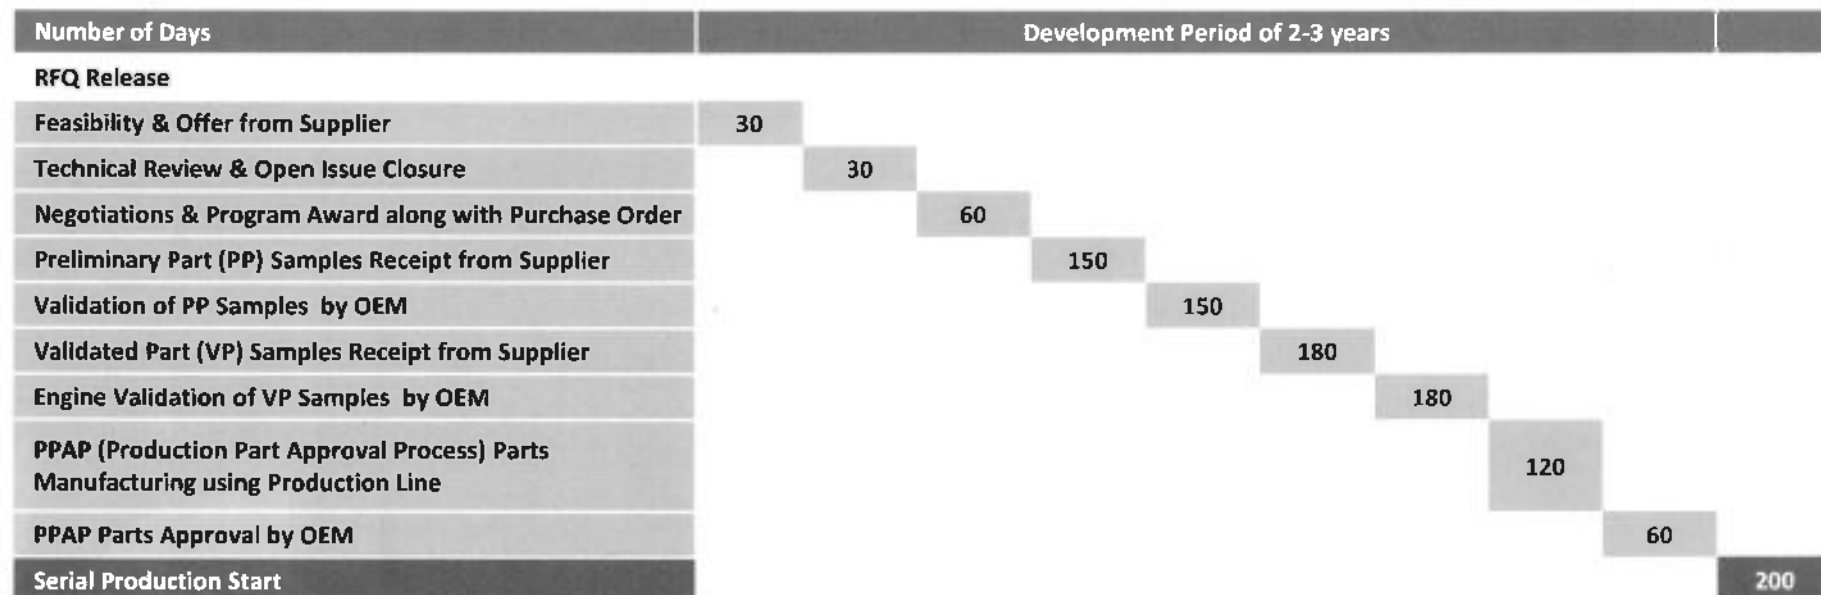 Number of Days Development Period of 2-3 years
RFQ Release
Feasibility & Offer from Supplier 30
Technical Review & Open Issue Closure 30
Negotiations & Program Award along with Purchase Order 60
Preliminary Part (PP) Samples Receipt from Supplier 150
Validation of PP Samples by OEM 150
Validated Part (VP) Samples Receipt from Supplier 180
Engine Validation of VP Samples by OEM 180
PPAP (Production Part Approval Process) Parts
Manufacturing using Production Line 120
PPAP Parts Approval by OEM 60
Serial Production Start 200